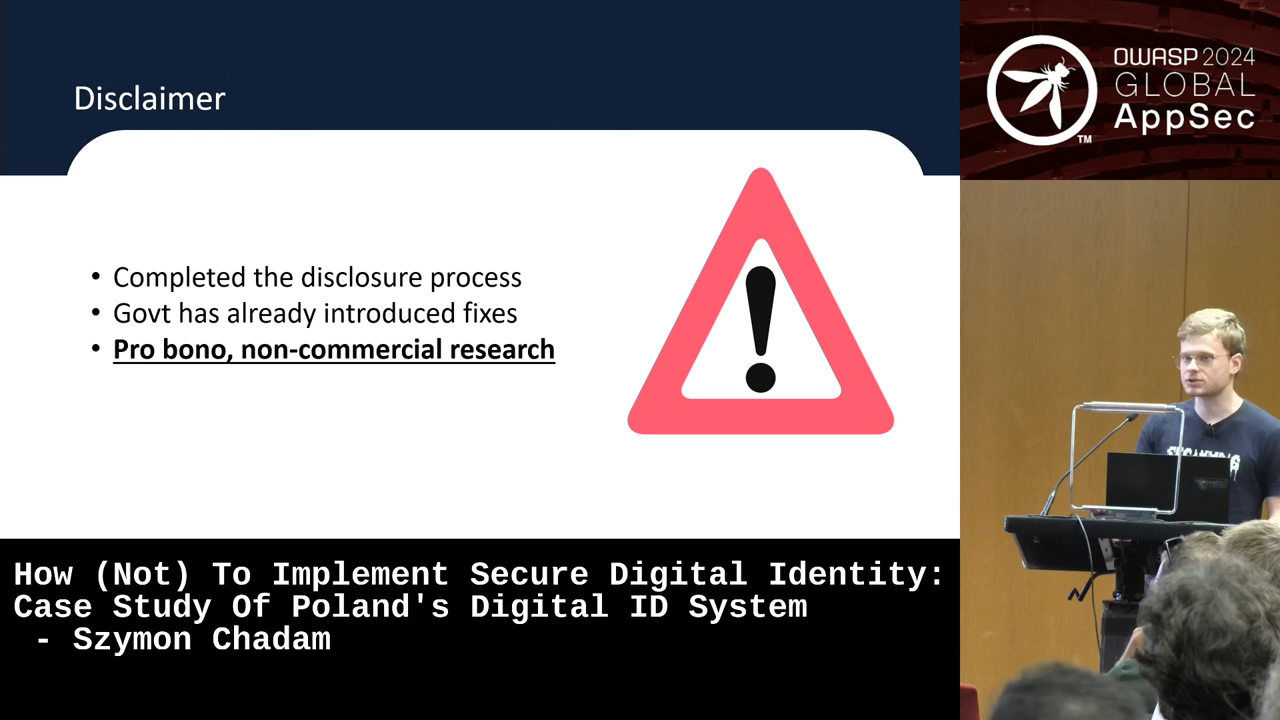 Disclaimer
• Completed the disclosure process
• Govt has already introduced fixes
• Pro bono, non-commercial research
OWASP 2024
GLOBAL
AppSec
TM
How (Not) To Implement Secure Digital Identity:
Case Study Of Poland's Digital ID System
- Szymon Chadam